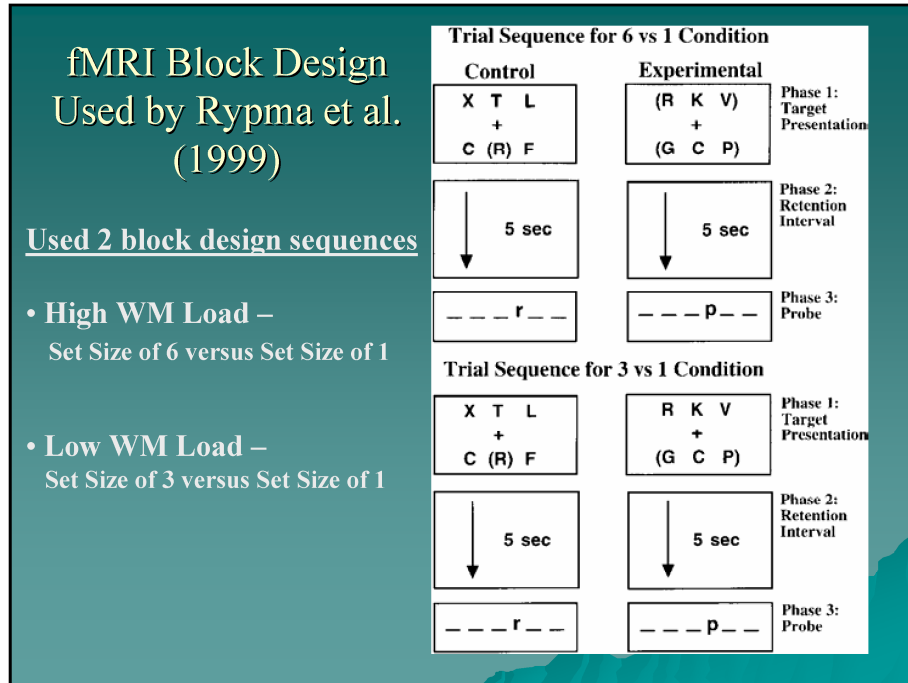 fMRI Block Design
Used by Rypma et al.
(1999)
Used 2 block design sequences
• High WM Load –
Set Size of 6 versus Set Size of 1
• Low WM Load –
Set Size of 3 versus Set Size of 1
Trial Sequence for 6 vs 1 Condition
Control
Experimental
X T L
+
C (R) F
(R K V)
+
(G C P)
Phase 1:
Target
Presentation
5 sec
5 sec
Phase 2:
Retention
Interval
_ _ _ r _ _
_ _ _ p _ _
Phase 3:
Probe
Trial Sequence for 3 vs 1 Condition
X T L
+
C (R) F
R K V
+
(G C P)
Phase 1:
Target
Presentation
5 sec
5 sec
Phase 2:
Retention
Interval
_ _ _ r _ _
_ _ _ p _ _
Phase 3:
Probe